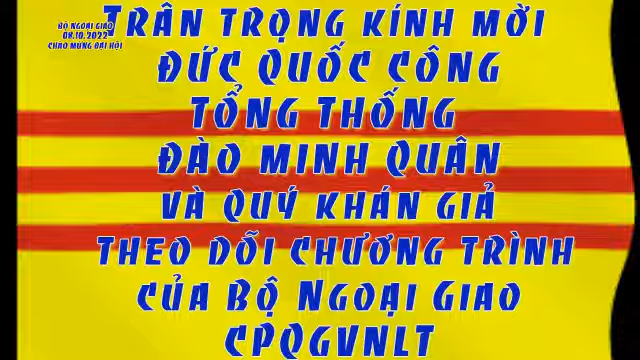 BỘ NGOẠI GIAO
08.10.2022
CHÀO MỪNG ĐẠI HỘI
TRÂN TRỌNG KÍNH MỜI
ĐỨC QUỐC CÔNG
TỔNG THỐNG
ĐÀO MINH QUÂN
VÀ QUÝ KHÁN GIẢ
THEO DÕI CHƯƠNG TRÌNH
CỦA BỘ NGOẠI GIAO
CPQGVNLT